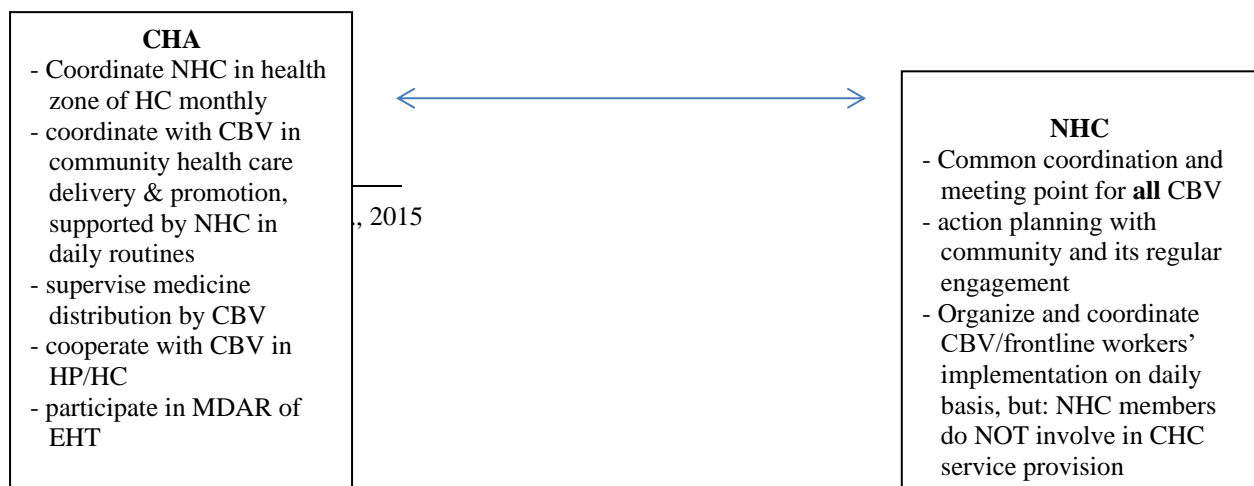 CHA
- Coordinate NHC in health
zone of HC monthly
- coordinate with CBV in
community health care
delivery & promotion,
supported by NHC in
daily routines
- supervise medicine
distribution by CBV
- cooperate with CBV in
HP/HC
- participate in MDAR of
EHT
., 2015
NHC
- Common coordination and
meeting point for all CBV
- action planning with
community and its regular
engagement
- Organize and coordinate
CBV/frontline workers’
implementation on daily
basis, but: NHC members
do NOT involve in CHC
service provision